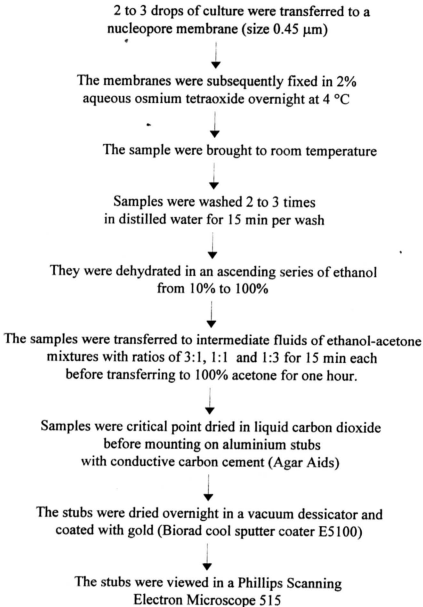 2 to 3 drops of culture were transferred to a
nucleopore membrane (size 0.45 μm)
The membranes were subsequently fixed in 2%
aqueous osmium tetraoxide overnight at 4 °C
The sample were brought to room temperature
Samples were washed 2 to 3 times
in distilled water for 15 min per wash
They were dehydrated in an ascending series of ethanol
from 10% to 100%
The samples were transferred to intermediate fluids of ethanol-acetone
mixtures with ratios of 3:1, 1:1 and 1:3 for 15 min each
before transferring to 100% acetone for one hour.
Samples were critical point dried in liquid carbon dioxide
before mounting on aluminium stubs
with conductive carbon cement (Agar Aids)
The stubs were dried overnight in a vacuum dessicator and
coated with gold (Biorad cool sputter coater E5100)
The stubs were viewed in a Phillips Scanning
Electron Microscope 515